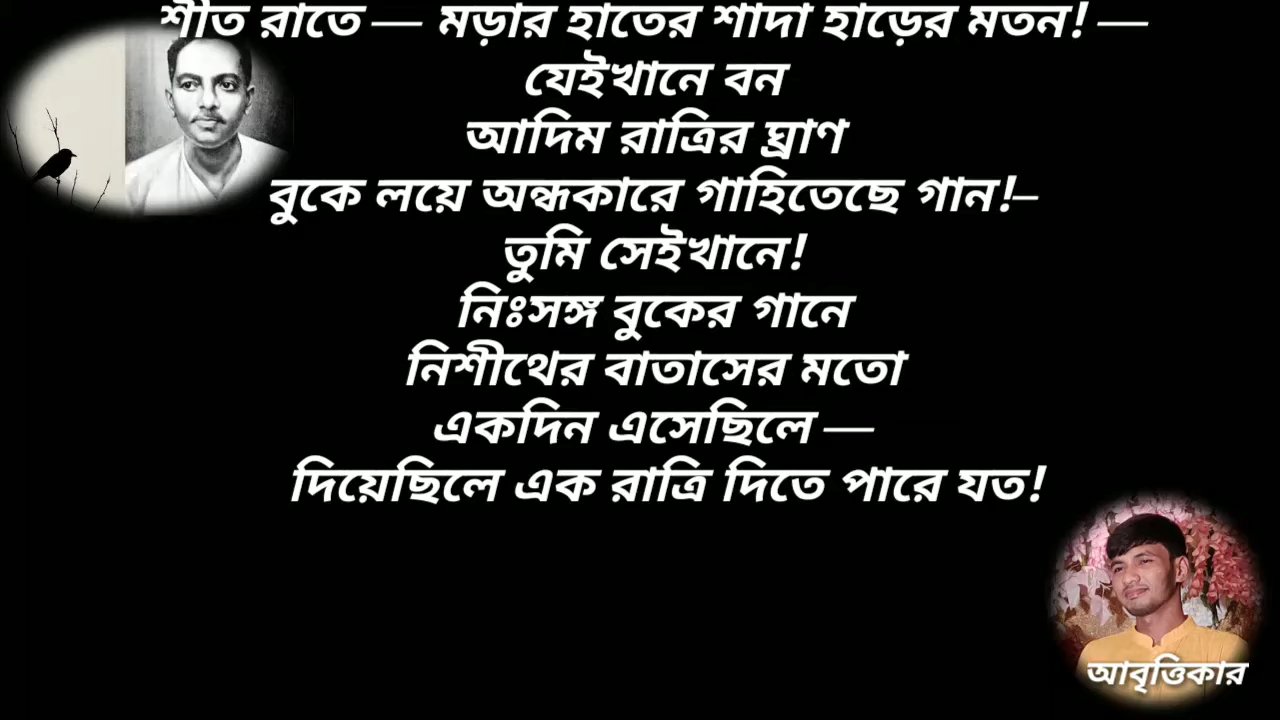 শীত রাতে — মড়ার হাতের শাদা হাড়ের মতন! —
যেইখানে বন
আদিম রাত্রির ঘ্রাণ
বুকে লয়ে অন্ধকারে গাহিতেছে গান!–
তুমি সেইখানে!
নিঃসঙ্গ বুকের গানে
নিশীথের বাতাসের মতো
একদিন এসেছিলে —
দিয়েছিলে এক রাত্রি দিতে পারে যত!
আবৃত্তিকার